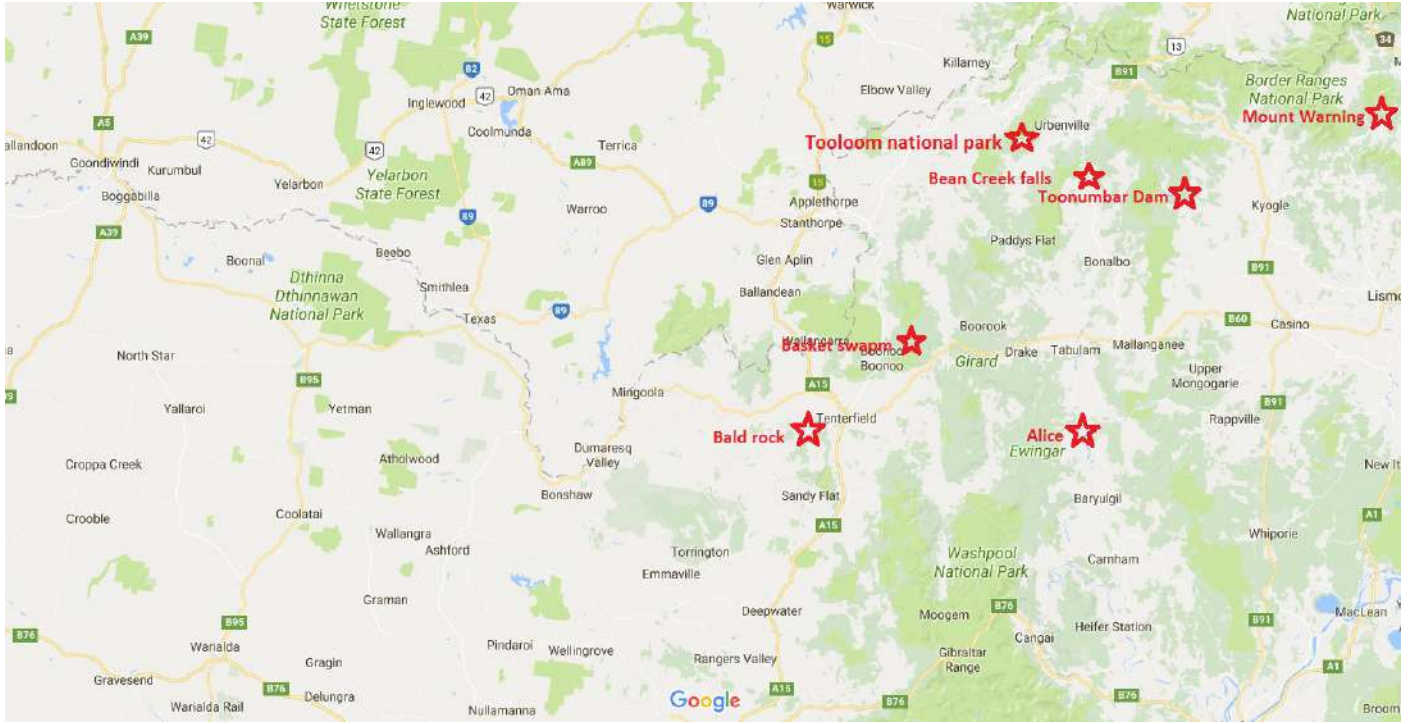 Whetstone
State Forest
Warwick
National Park
A39
15
13
34
Killarney
B91
82
Border Ranges
National Park
Oman Ama
42
Elbow Valley
Inglewood
Mount Warning
A5
Coolmunda
Urbenville
42
Tooloom national park
allandoon
Terrica
Goondiwindi
Kurumbul
42
A89
Bean Creek falls
Yelarbon
Yelarbon
State Forest
15
Boggabilla
Applethorpe
Toonumbar Dam
Warroo
89
Kyogle
89
Stanthorpe
A39
Paddys Flat
Beebo
Boonal
Glen Aplin
Bonalbo
B91
Dthinna
Dthinnawan
National Park
Smithlea
Ballandean
Lismo
89
Texas
B60
Casino
Boorook
Wallangarra
Basket swapm
Boonoo
Boonoo
Girard
Drake
Tabulam
Mallanganee
North Star
Upper
Mongogarie
B95
A15
Mingoola
B91
Yallaroi
Yetman
Tenterfield
Rappville
Bald rock
Alice
Ewingar
Dumaresq
Valley
Croppa Creek
Atholwood
New It
Bonshaw
Sandy Flat
Baryulgil
Crooble
Coolatai
A1
Wallangra
A15
Whiporie
Ashford
Torrington
Washpool
National Park
Carnham
Emmaville
Graman
Deepwater
Moogem
B76
MacLean
B95
B91
B76
Heifer Station
Warialda
Pindaroi
Wellingrove
Cangai
Gragin
Rangers Valley
Gibraltar
Range
A1
Gravesend
B76
Delungra
A15
B76
B76
Google
Warialda Rail
Nullamanna
Broom